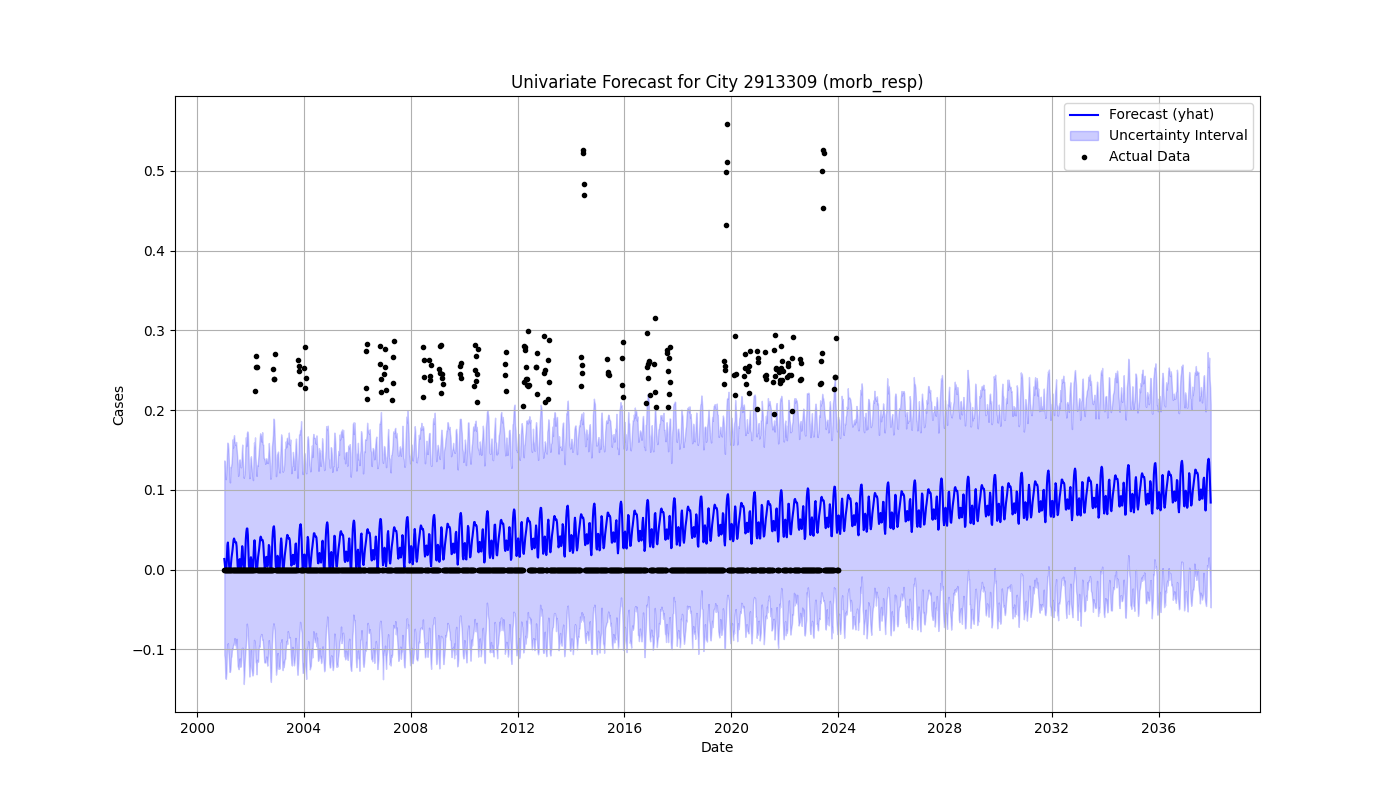 Univariate Forecast for City 2913309 (morb_resp)
Forecast (yhat)
Uncertainty Interval
Actual Data
Cases
0.5
0.4
0.3
0.2
0.1
0.0
−0.1
2000 2004 2008 2012 2016 2020 2024 2028 2032 2036
Date